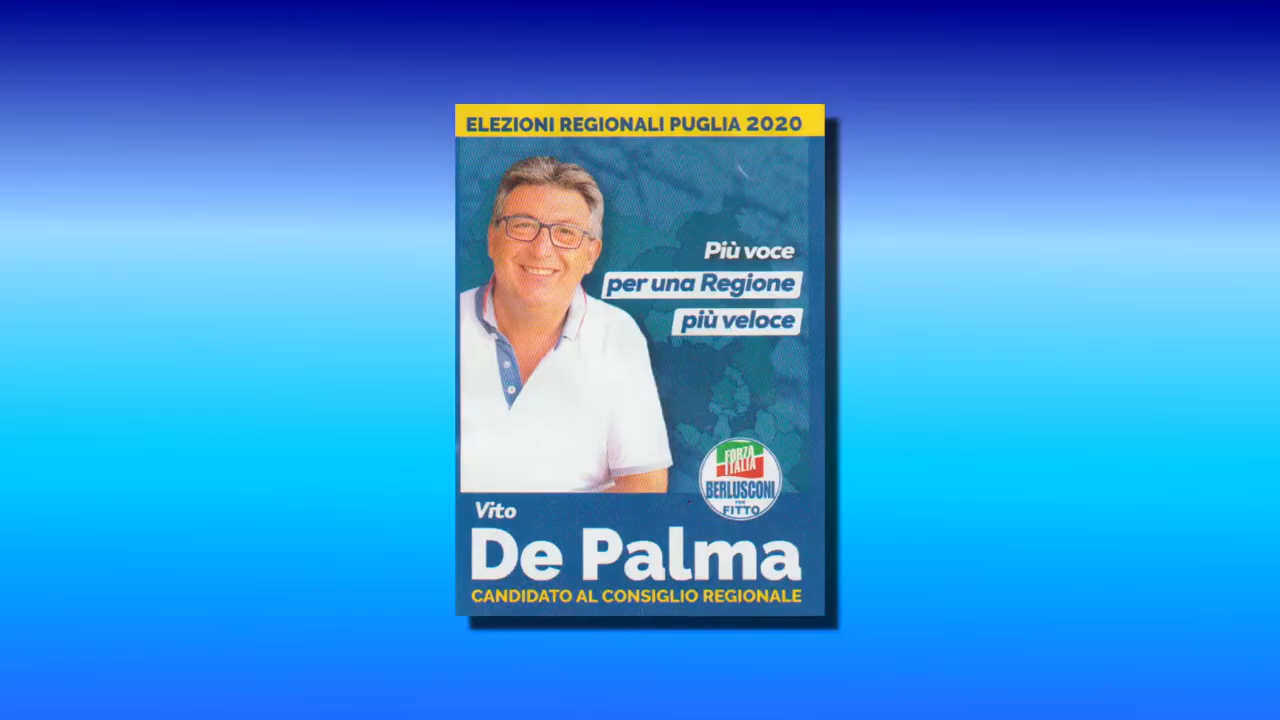 ELEZIONI REGIONALI PUGLIA 2020
Più voce
per una Regione
più veloce
FORZA
ITALIA
BERLUSCONI
PER
FITTO
Vito
De Palma
CANDIDATO AL CONSIGLIO REGIONALE